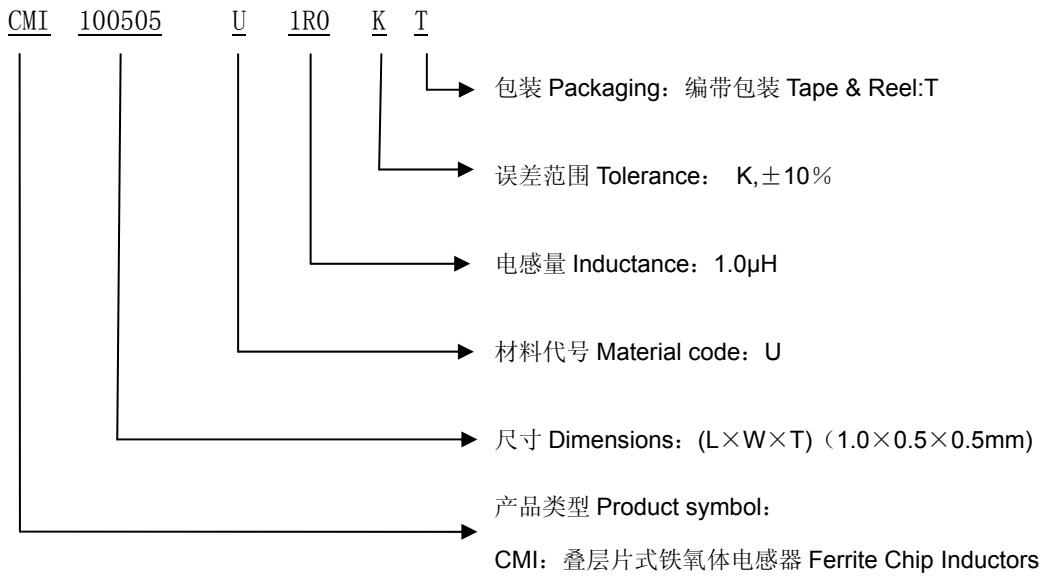 CMI 100505 U 1R0 K T
包装 Packaging：编带包装 Tape & Reel:T
误差范围 Tolerance： K,±10％
电感量 Inductance：1.0μH
材料代号 Material code：U
尺寸 Dimensions：(L×W×T)（1.0×0.5×0.5mm)
产品类型 Product symbol：
CMI：叠层片式铁氧体电感器 Ferrite Chip Inductors